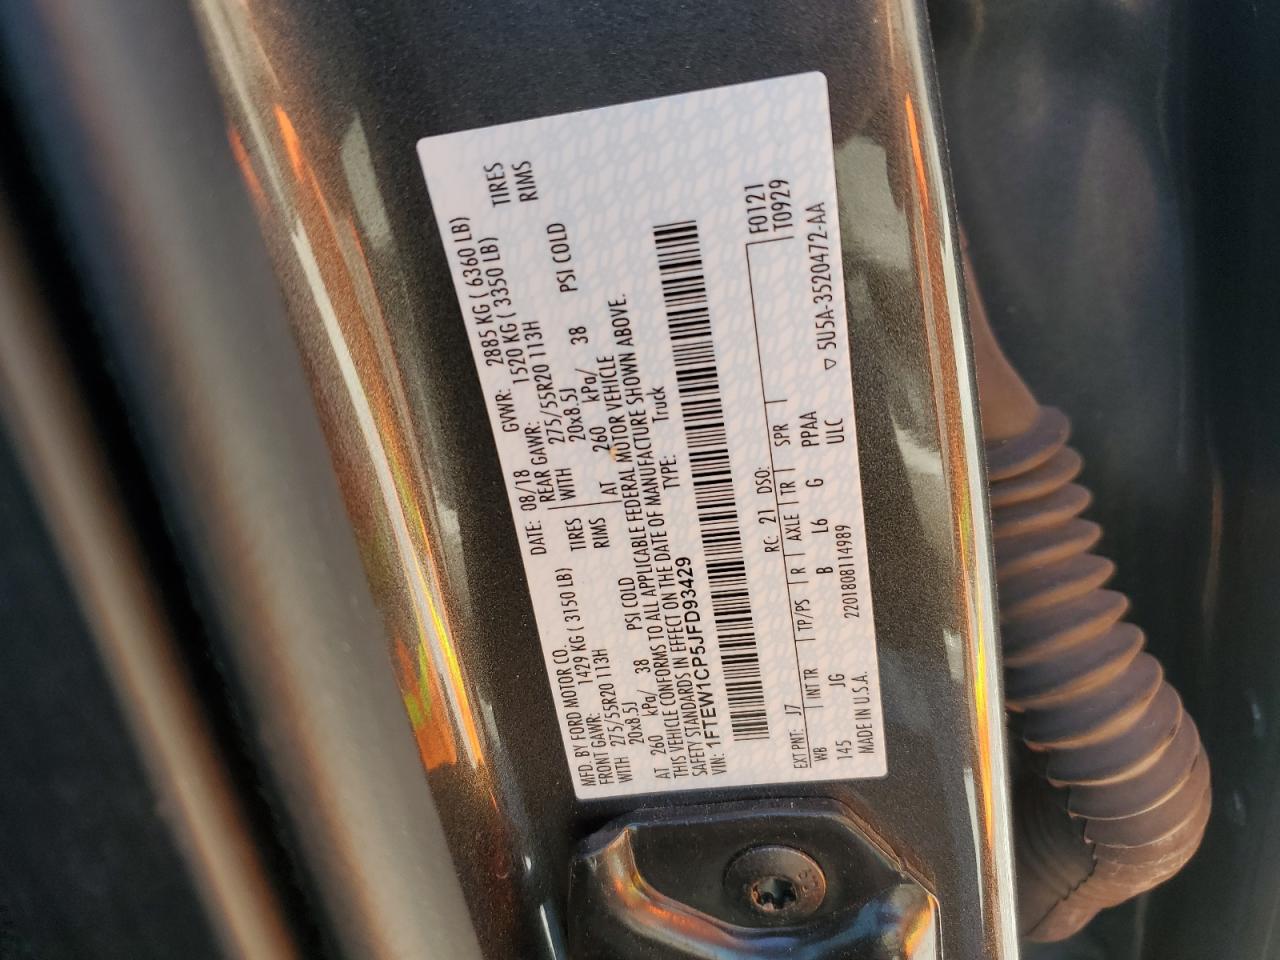 MFD. BY FORD MOTOR CO.
DATE: 08/18 GVWR: 2885 KG ( 6360 LB)
FRONT GAWR: 1429 KG ( 3150 LB) REAR GAWR: 1520 KG ( 3350 LB)
WITH 275/55R20 113H TIRES WITH 275/55R20 113H TIRES
20x8.5J RIMS 20x8.5J RIMS
AT 260 kPa/ 38 PSI COLD AT 260 kPa/ 38 PSI COLD
THIS VEHICLE CONFORMS TO ALL APPLICABLE FEDERAL MOTOR VEHICLE
SAFETY STANDARDS IN EFFECT ON THE DATE OF MANUFACTURE SHOWN ABOVE.
VIN: 1FTEW1CP5JFD93429 TYPE: Truck
F0121
EXT PNT: J7 RC: 21 DSO: T0929
WB INT TR TP/PS R AXLE TR SPR
145 JG B L6 G PPAA ▽ 5U5A-3520472-AA
MADE IN U.S.A. 2201808114989 ULC
C3